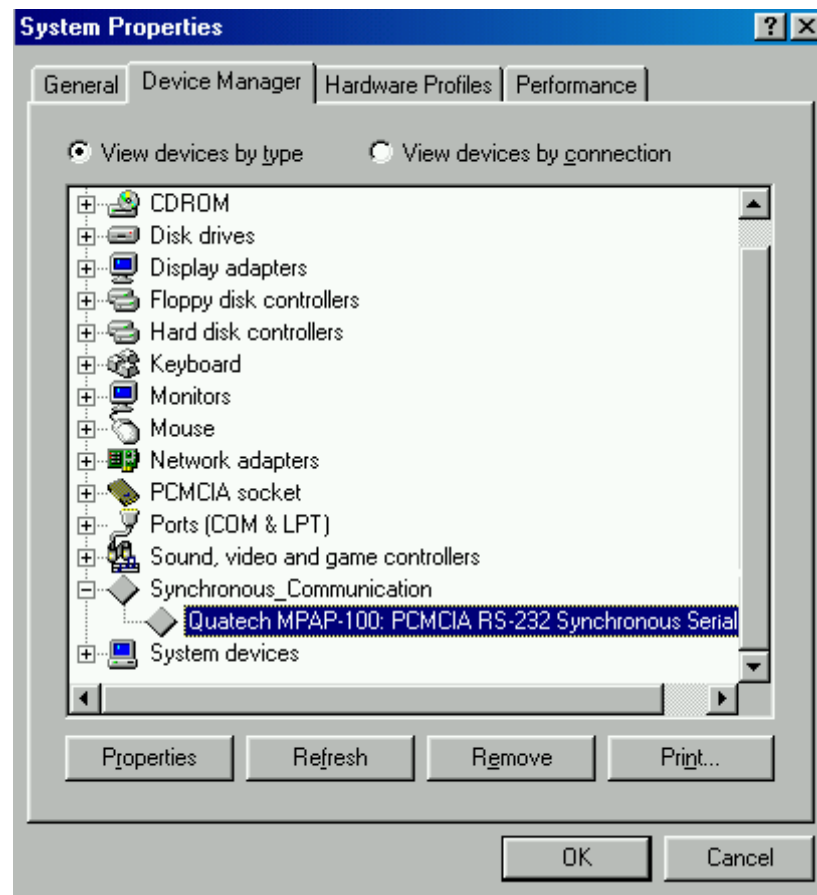 System Properties
General Device Manager Hardware Profiles Performance
View devices by type View devices by connection
CDROM
Disk drives
Display adapters
Floppy disk controllers
Hard disk controllers
Keyboard
Monitors
Mouse
Network adapters
PCMCIA socket
Ports (COM & LPT)
Sound, video and game controllers
Synchronous_Communication
Quatech MPAP-100: PCMCIA RS-232 Synchronous Serial
System devices
Properties Refresh Remove Print...
OK Cancel